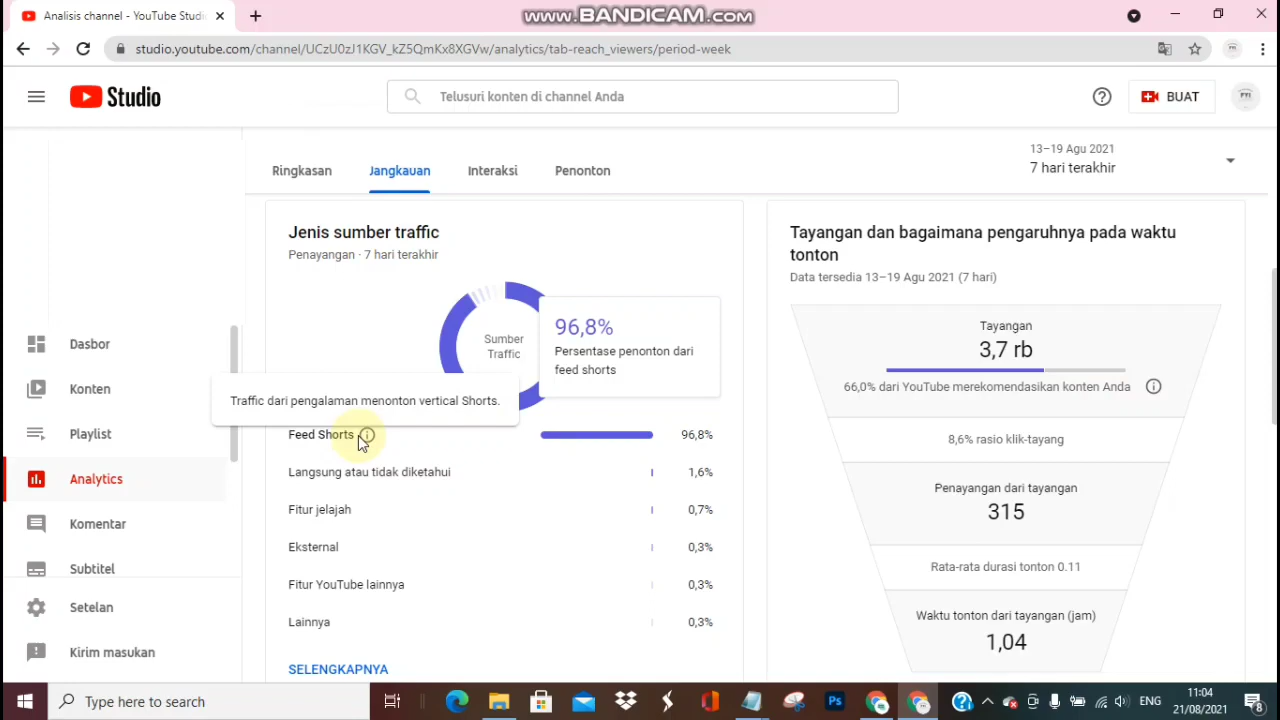 Analisis channel - YouTube Studi
www.BANDICAM.com
studio.youtube.com/channel/UCzU0zJ1KGV_kZ5QmKx8XGVw/analytics/tab-reach_viewers/period-week
Studio
Telusuri konten di channel Anda
BUAT
Ringkasan
Jangkauan
Interaksi
Penonton
13–19 Agu 2021
7 hari terakhir
Jenis sumber traffic
Penayangan · 7 hari terakhir
Sumber
Traffic
96,8%
Persentase penonton dari
feed shorts
Traffic dari pengalaman menonton vertical Shorts.
Feed Shorts 96,8%
Langsung atau tidak diketahui 1,6%
Fitur jelajah 0,7%
Eksternal 0,3%
Fitur YouTube lainnya 0,3%
Lainnya 0,3%
SELENGKAPNYA
Tayangan dan bagaimana pengaruhnya pada waktu
tonton
Data tersedia 13–19 Agu 2021 (7 hari)
Tayangan
3,7 rb
66,0% dari YouTube merekomendasikan konten Anda
8,6% rasio klik-tayang
Penayangan dari tayangan
315
Rata-rata durasi tonton 0.11
Waktu tonton dari tayangan (jam)
1,04
Dasbor
Konten
Playlist
Analytics
Komentar
Subtitel
Setelan
Kirim masukan
Type here to search
Ps
ENG
11:04
21/08/2021
8